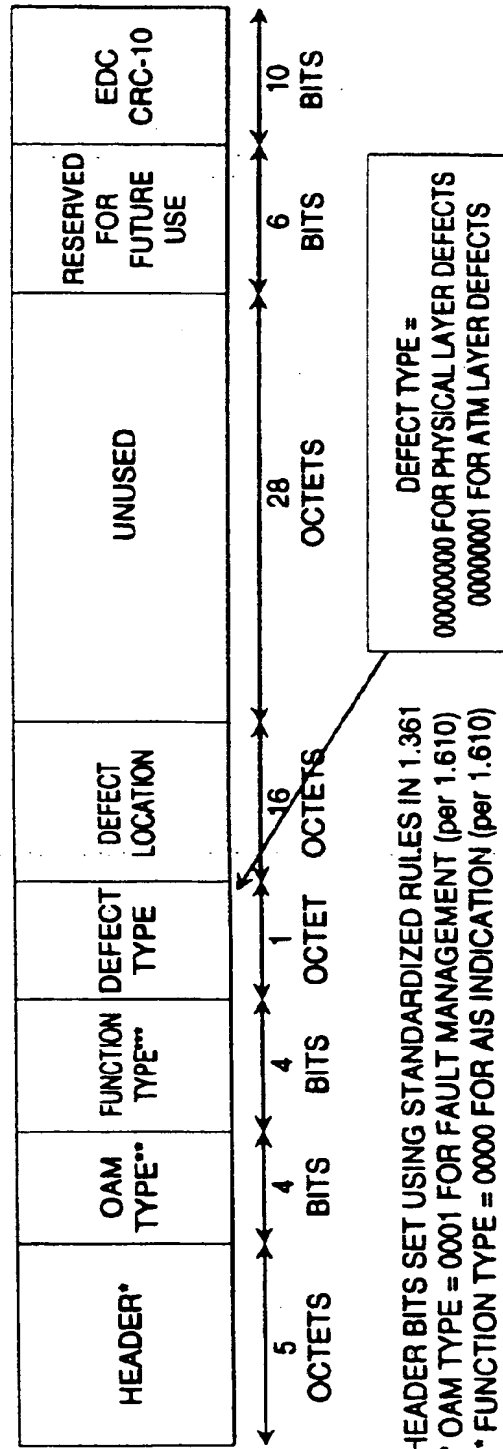 HEADER*
OAM
TYPE**
FUNCTION
TYPE***
DEFECT
TYPE
DEFECT
LOCATION
UNUSED
RESERVED
FOR
FUTURE
USE
EDC
CRC-10
5
OCTETS
4
BITS
4
BITS
1
OCTET
16
OCTETS
28
OCTETS
6
BITS
10
BITS
DEFECT TYPE =
00000000 FOR PHYSICAL LAYER DEFECTS
00000001 FOR ATM LAYER DEFECTS
HEADER BITS SET USING STANDARDIZED RULES IN 1.361
* OAM TYPE = 0001 FOR FAULT MANAGEMENT (per 1.610)
* FUNCTION TYPE = 0000 FOR AIS INDICATION (per 1.610)